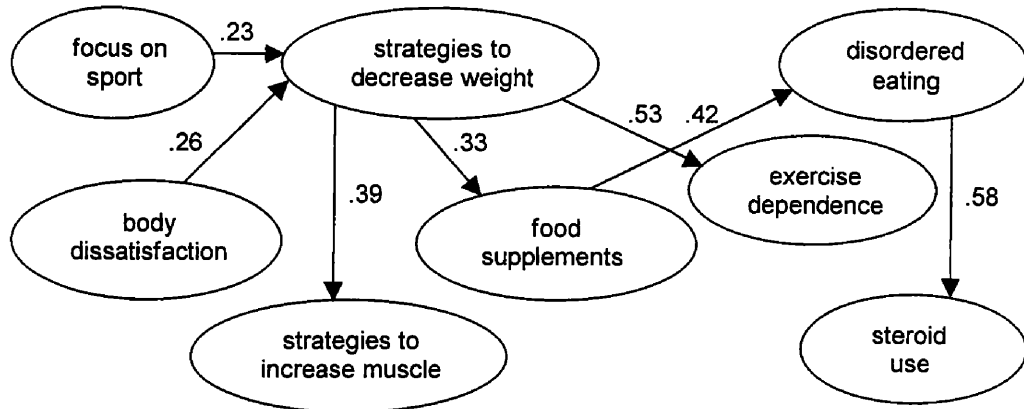 focus on
sport
.23
strategies to
decrease weight
disordered
eating
.26
.33
.53
.42
.39
exercise
dependence
.58
body
dissatisfaction
food
supplements
strategies to
increase muscle
steroid
use